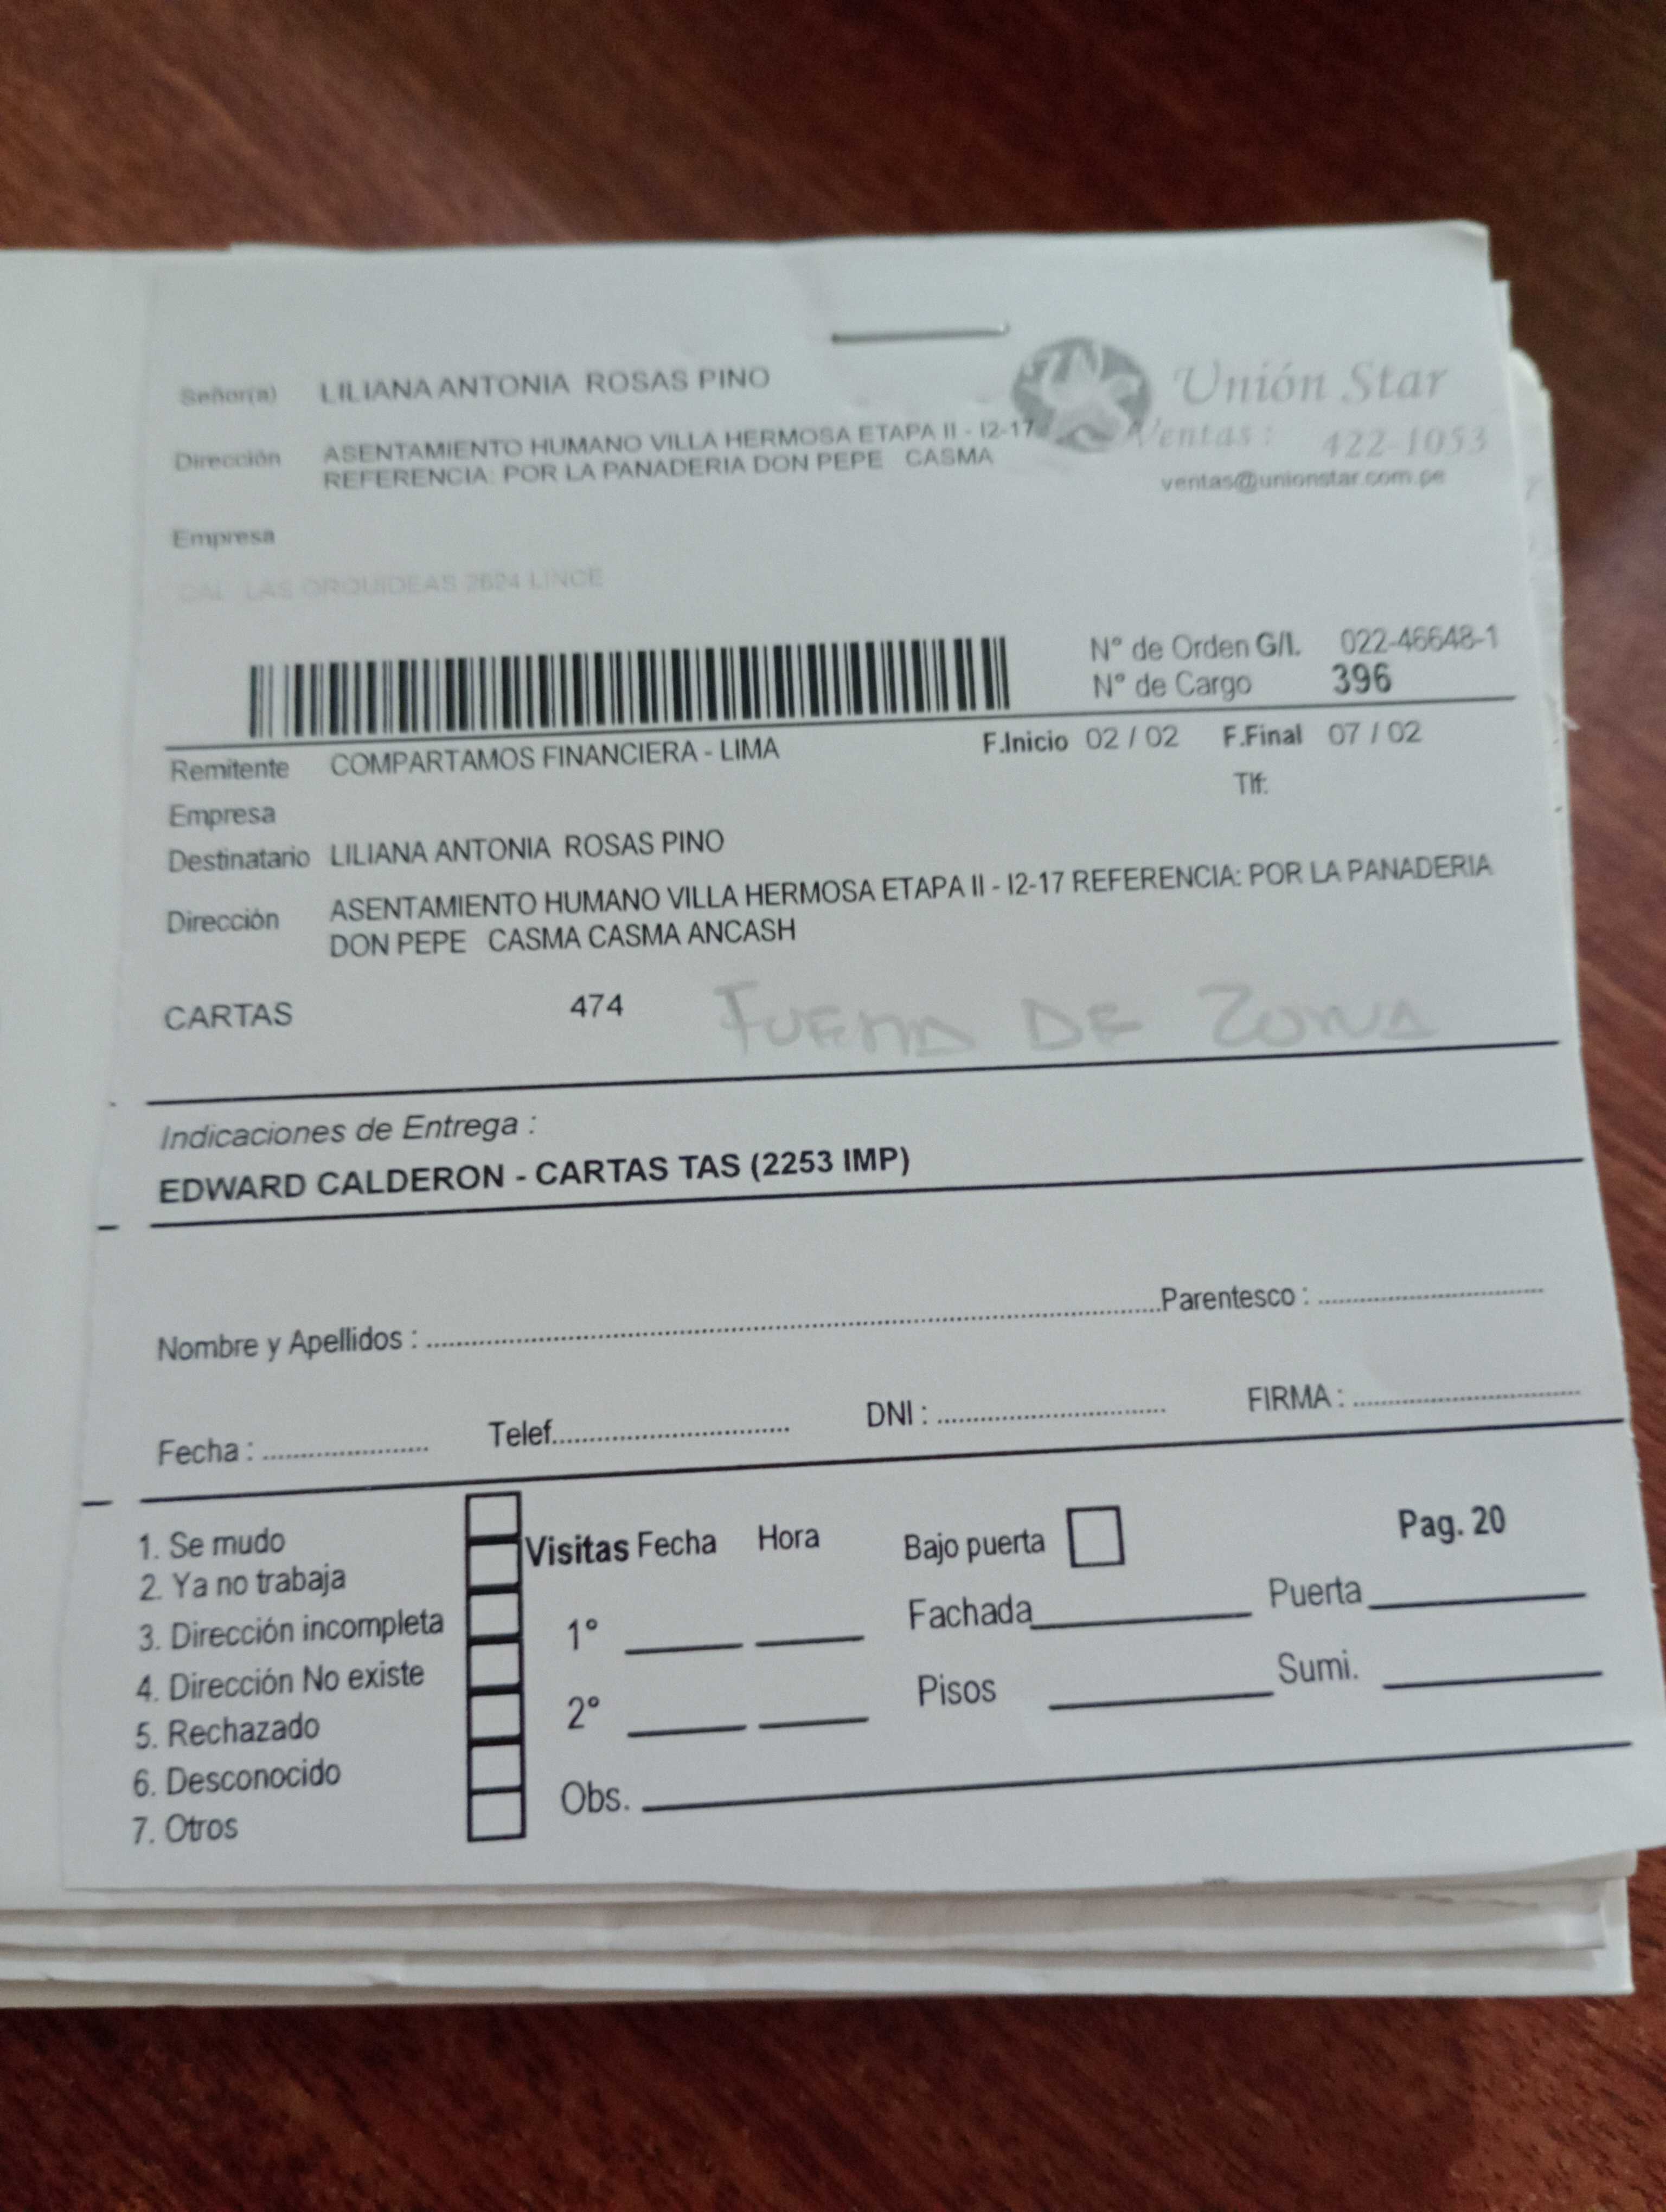 Señor(a) LILIANA ANTONIA ROSAS PINO
Unión Star
Dirección ASENTAMIENTO HUMANO VILLA HERMOSA ETAPA II - I2-17
REFERENCIA: POR LA PANADERIA DON PEPE CASMA
Ventas: 422-1053
ventas@unionstar.com.pe
Empresa
CAL LAS ORQUIDEAS 2624 LINCE
N° de Orden G/I. 022-46648-1
N° de Cargo 396
Remitente COMPARTAMOS FINANCIERA - LIMA F.Inicio 02 / 02 F.Final 07 / 02
Tlf:
Empresa
Destinatario LILIANA ANTONIA ROSAS PINO
Dirección ASENTAMIENTO HUMANO VILLA HERMOSA ETAPA II - I2-17 REFERENCIA: POR LA PANADERIA
DON PEPE CASMA CASMA ANCASH
CARTAS 474 FUERA DE ZONA
Indicaciones de Entrega :
EDWARD CALDERON - CARTAS TAS (2253 IMP)
Nombre y Apellidos : Parentesco :
Fecha : Telef. DNI : FIRMA :
1. Se mudo
2. Ya no trabaja
3. Dirección incompleta
4. Dirección No existe
5. Rechazado
6. Desconocido
7. Otros
Visitas Fecha Hora
1°
2°
Obs.
Bajo puerta
Pag. 20
Fachada Puerta
Pisos Sumi.